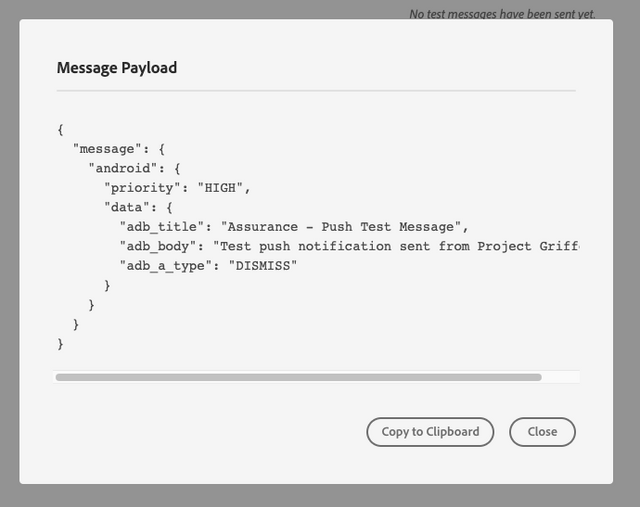 No test messages have been sent yet.
Message Payload
{
"message": {
"android": {
"priority": "HIGH",
"data": {
"adb_title": "Assurance - Push Test Message",
"adb_body": "Test push notification sent from Project Griff
"adb_a_type": "DISMISS"
}
}
}
}
Copy to Clipboard
Close